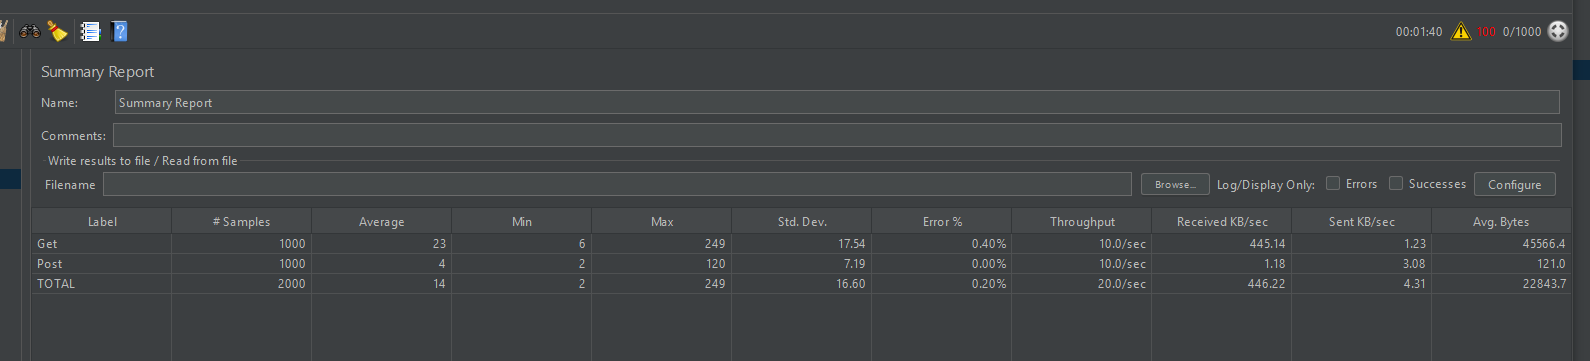 00:01:40 100 0/1000
Summary Report
Name: Summary Report
Comments:
Write results to file / Read from file
Filename Browse... Log/Display Only: Errors Successes Configure
Label # Samples Average Min Max Std. Dev. Error % Throughput Received KB/sec Sent KB/sec Avg. Bytes
Get 1000 23 6 249 17.54 0.40% 10.0/sec 445.14 1.23 45566.4
Post 1000 4 2 120 7.19 0.00% 10.0/sec 1.18 3.08 121.0
TOTAL 2000 14 2 249 16.60 0.20% 20.0/sec 446.22 4.31 22843.7